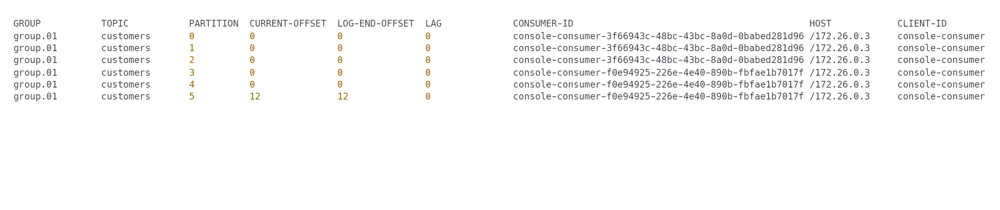 GROUP TOPIC PARTITION CURRENT-OFFSET LOG-END-OFFSET LAG CONSUMER-ID HOST CLIENT-ID
group.01 customers 0 0 0 0 console-consumer-3f66943c-48bc-43bc-8a0d-0babed281d96 /172.26.0.3 console-consumer
group.01 customers 1 0 0 0 console-consumer-3f66943c-48bc-43bc-8a0d-0babed281d96 /172.26.0.3 console-consumer
group.01 customers 2 0 0 0 console-consumer-3f66943c-48bc-43bc-8a0d-0babed281d96 /172.26.0.3 console-consumer
group.01 customers 3 0 0 0 console-consumer-f0e94925-226e-4e40-890b-fbfae1b7017f /172.26.0.3 console-consumer
group.01 customers 4 0 0 0 console-consumer-f0e94925-226e-4e40-890b-fbfae1b7017f /172.26.0.3 console-consumer
group.01 customers 5 12 12 0 console-consumer-f0e94925-226e-4e40-890b-fbfae1b7017f /172.26.0.3 console-consumer